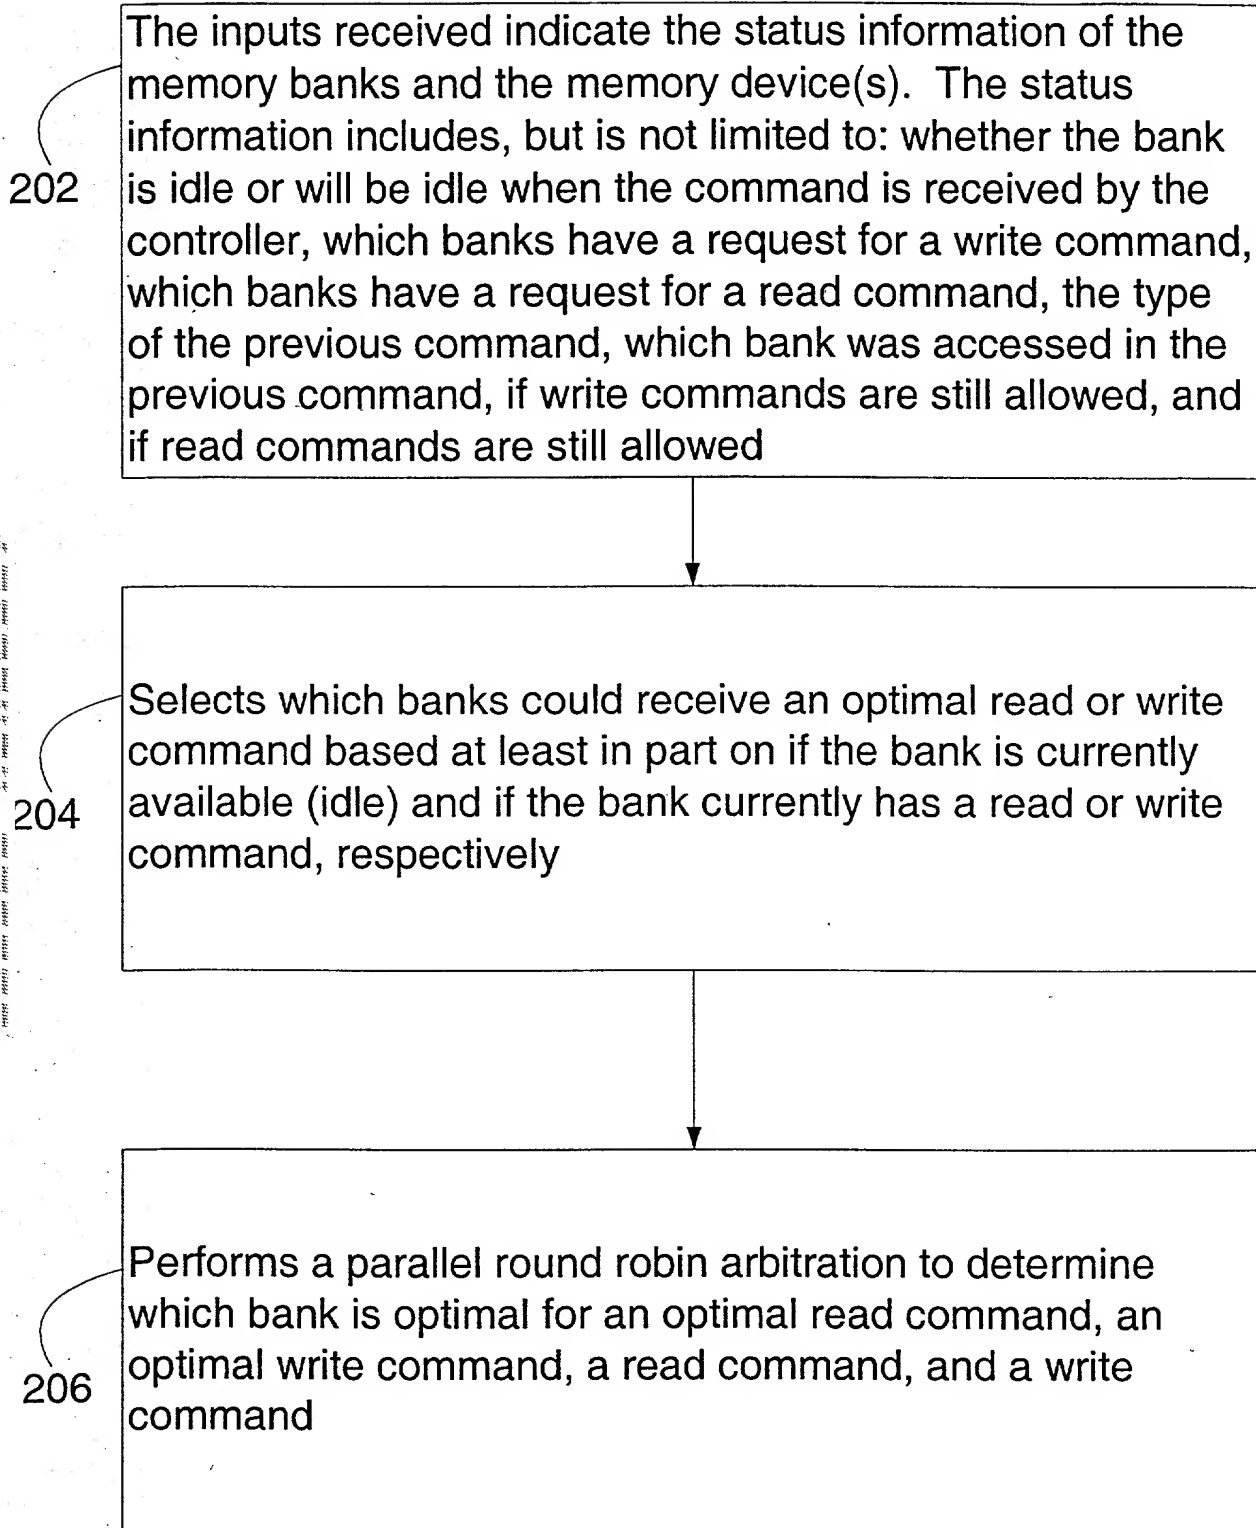 The inputs received indicate the status information of the
memory banks and the memory device(s). The status
information includes, but is not limited to: whether the bank
is idle or will be idle when the command is received by the
controller, which banks have a request for a write command,
which banks have a request for a read command, the type
of the previous command, which bank was accessed in the
previous command, if write commands are still allowed, and
if read commands are still allowed
202
Selects which banks could receive an optimal read or write
command based at least in part on if the bank is currently
available (idle) and if the bank currently has a read or write
command, respectively
204
Performs a parallel round robin arbitration to determine
which bank is optimal for an optimal read command, an
optimal write command, a read command, and a write
command
206